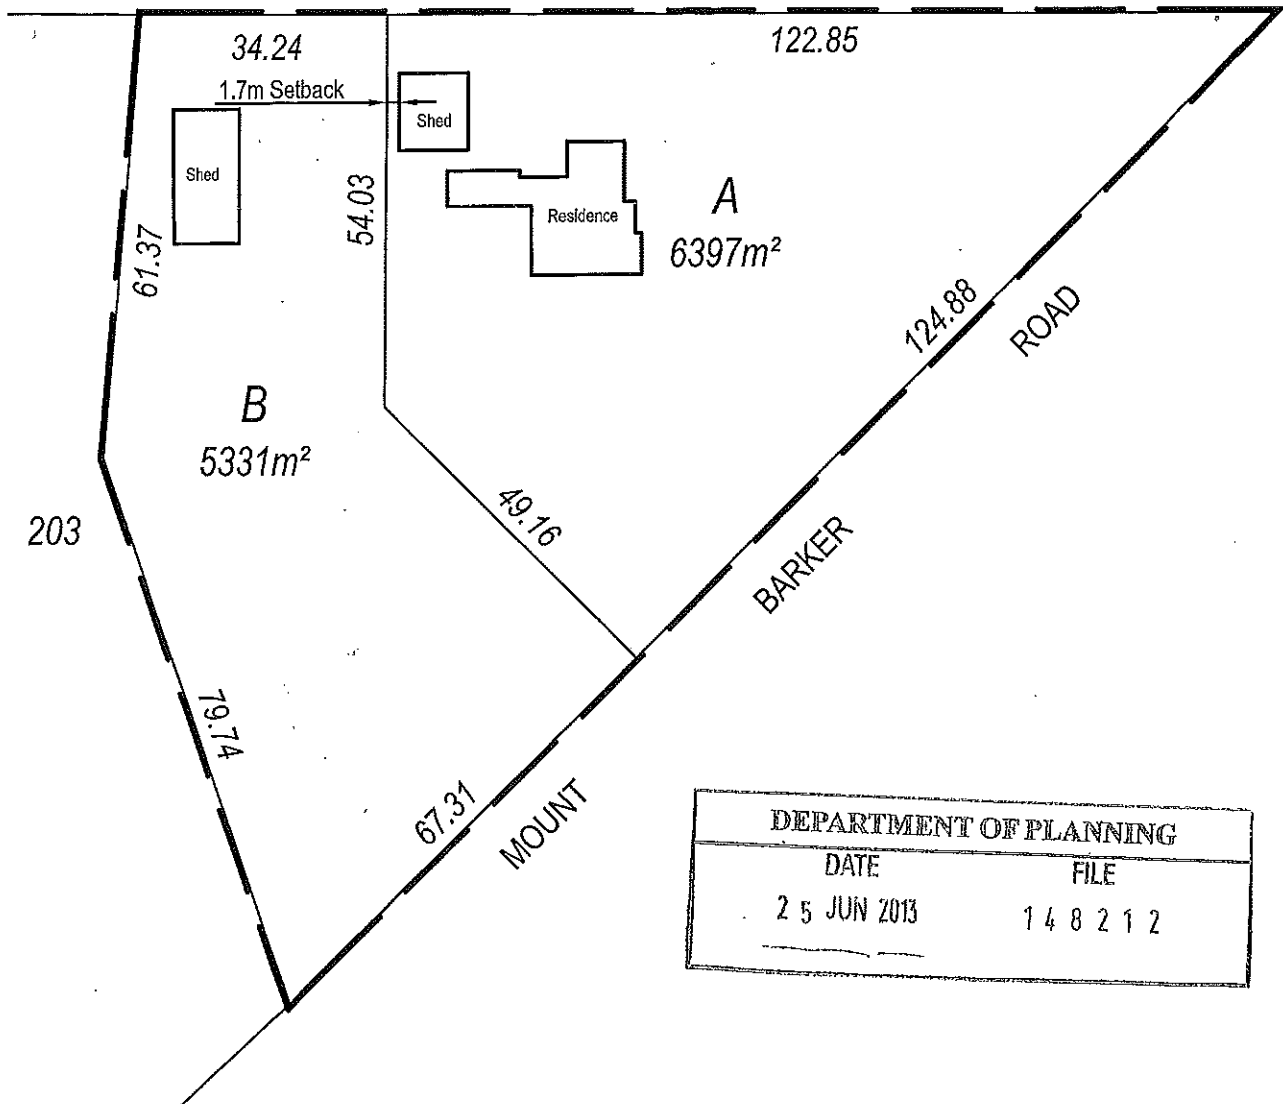 34.24
122.85
1.7m Setback
Shed
Shed
54.03
A
Residence
6397m²
61.37
124.88
ROAD
B
5331m²
203
49.16
BARKER
79.74
67.31
MOUNT
DEPARTMENT OF PLANNING
DATE FILE
25 JUN 2013 148212